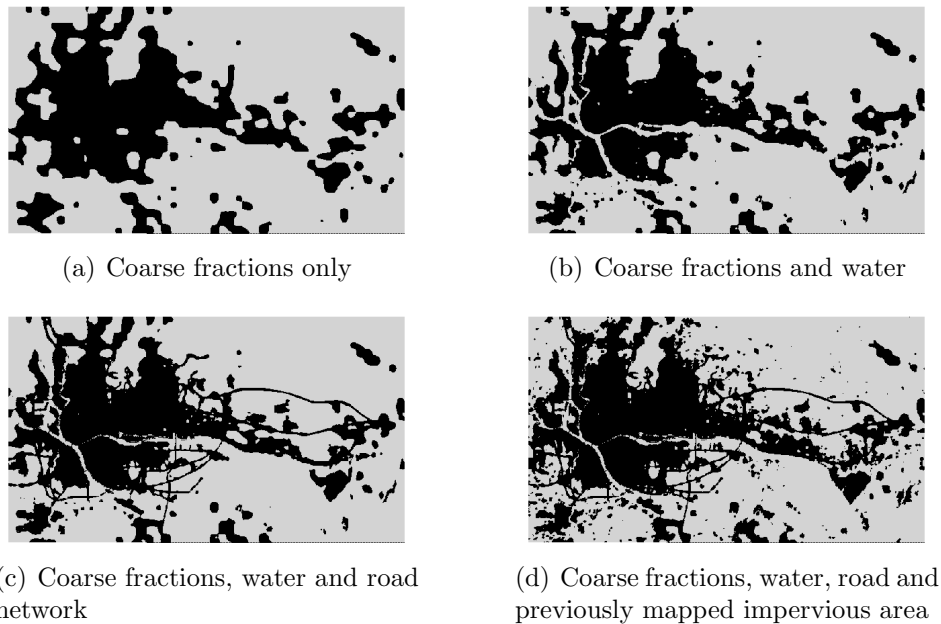 (a) Coarse fractions only
(b) Coarse fractions and water
(c) Coarse fractions, water and road
network
(d) Coarse fractions, water, road and
previously mapped impervious area